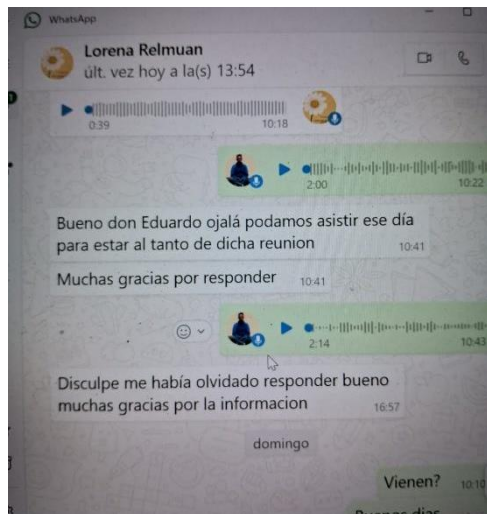 WhatsApp
Lorena Relmuan
últ. vez hoy a la(s) 13:54
0:39 10:18
2:00 10:22
Bueno don Eduardo ojalá podamos asistir ese día
para estar al tanto de dicha reunion 10:41
Muchas gracias por responder 10:41
2:14 10:43
Disculpe me había olvidado responder bueno
muchas gracias por la informacion 16:57
domingo
Vienen? 10:10
Buenos dias